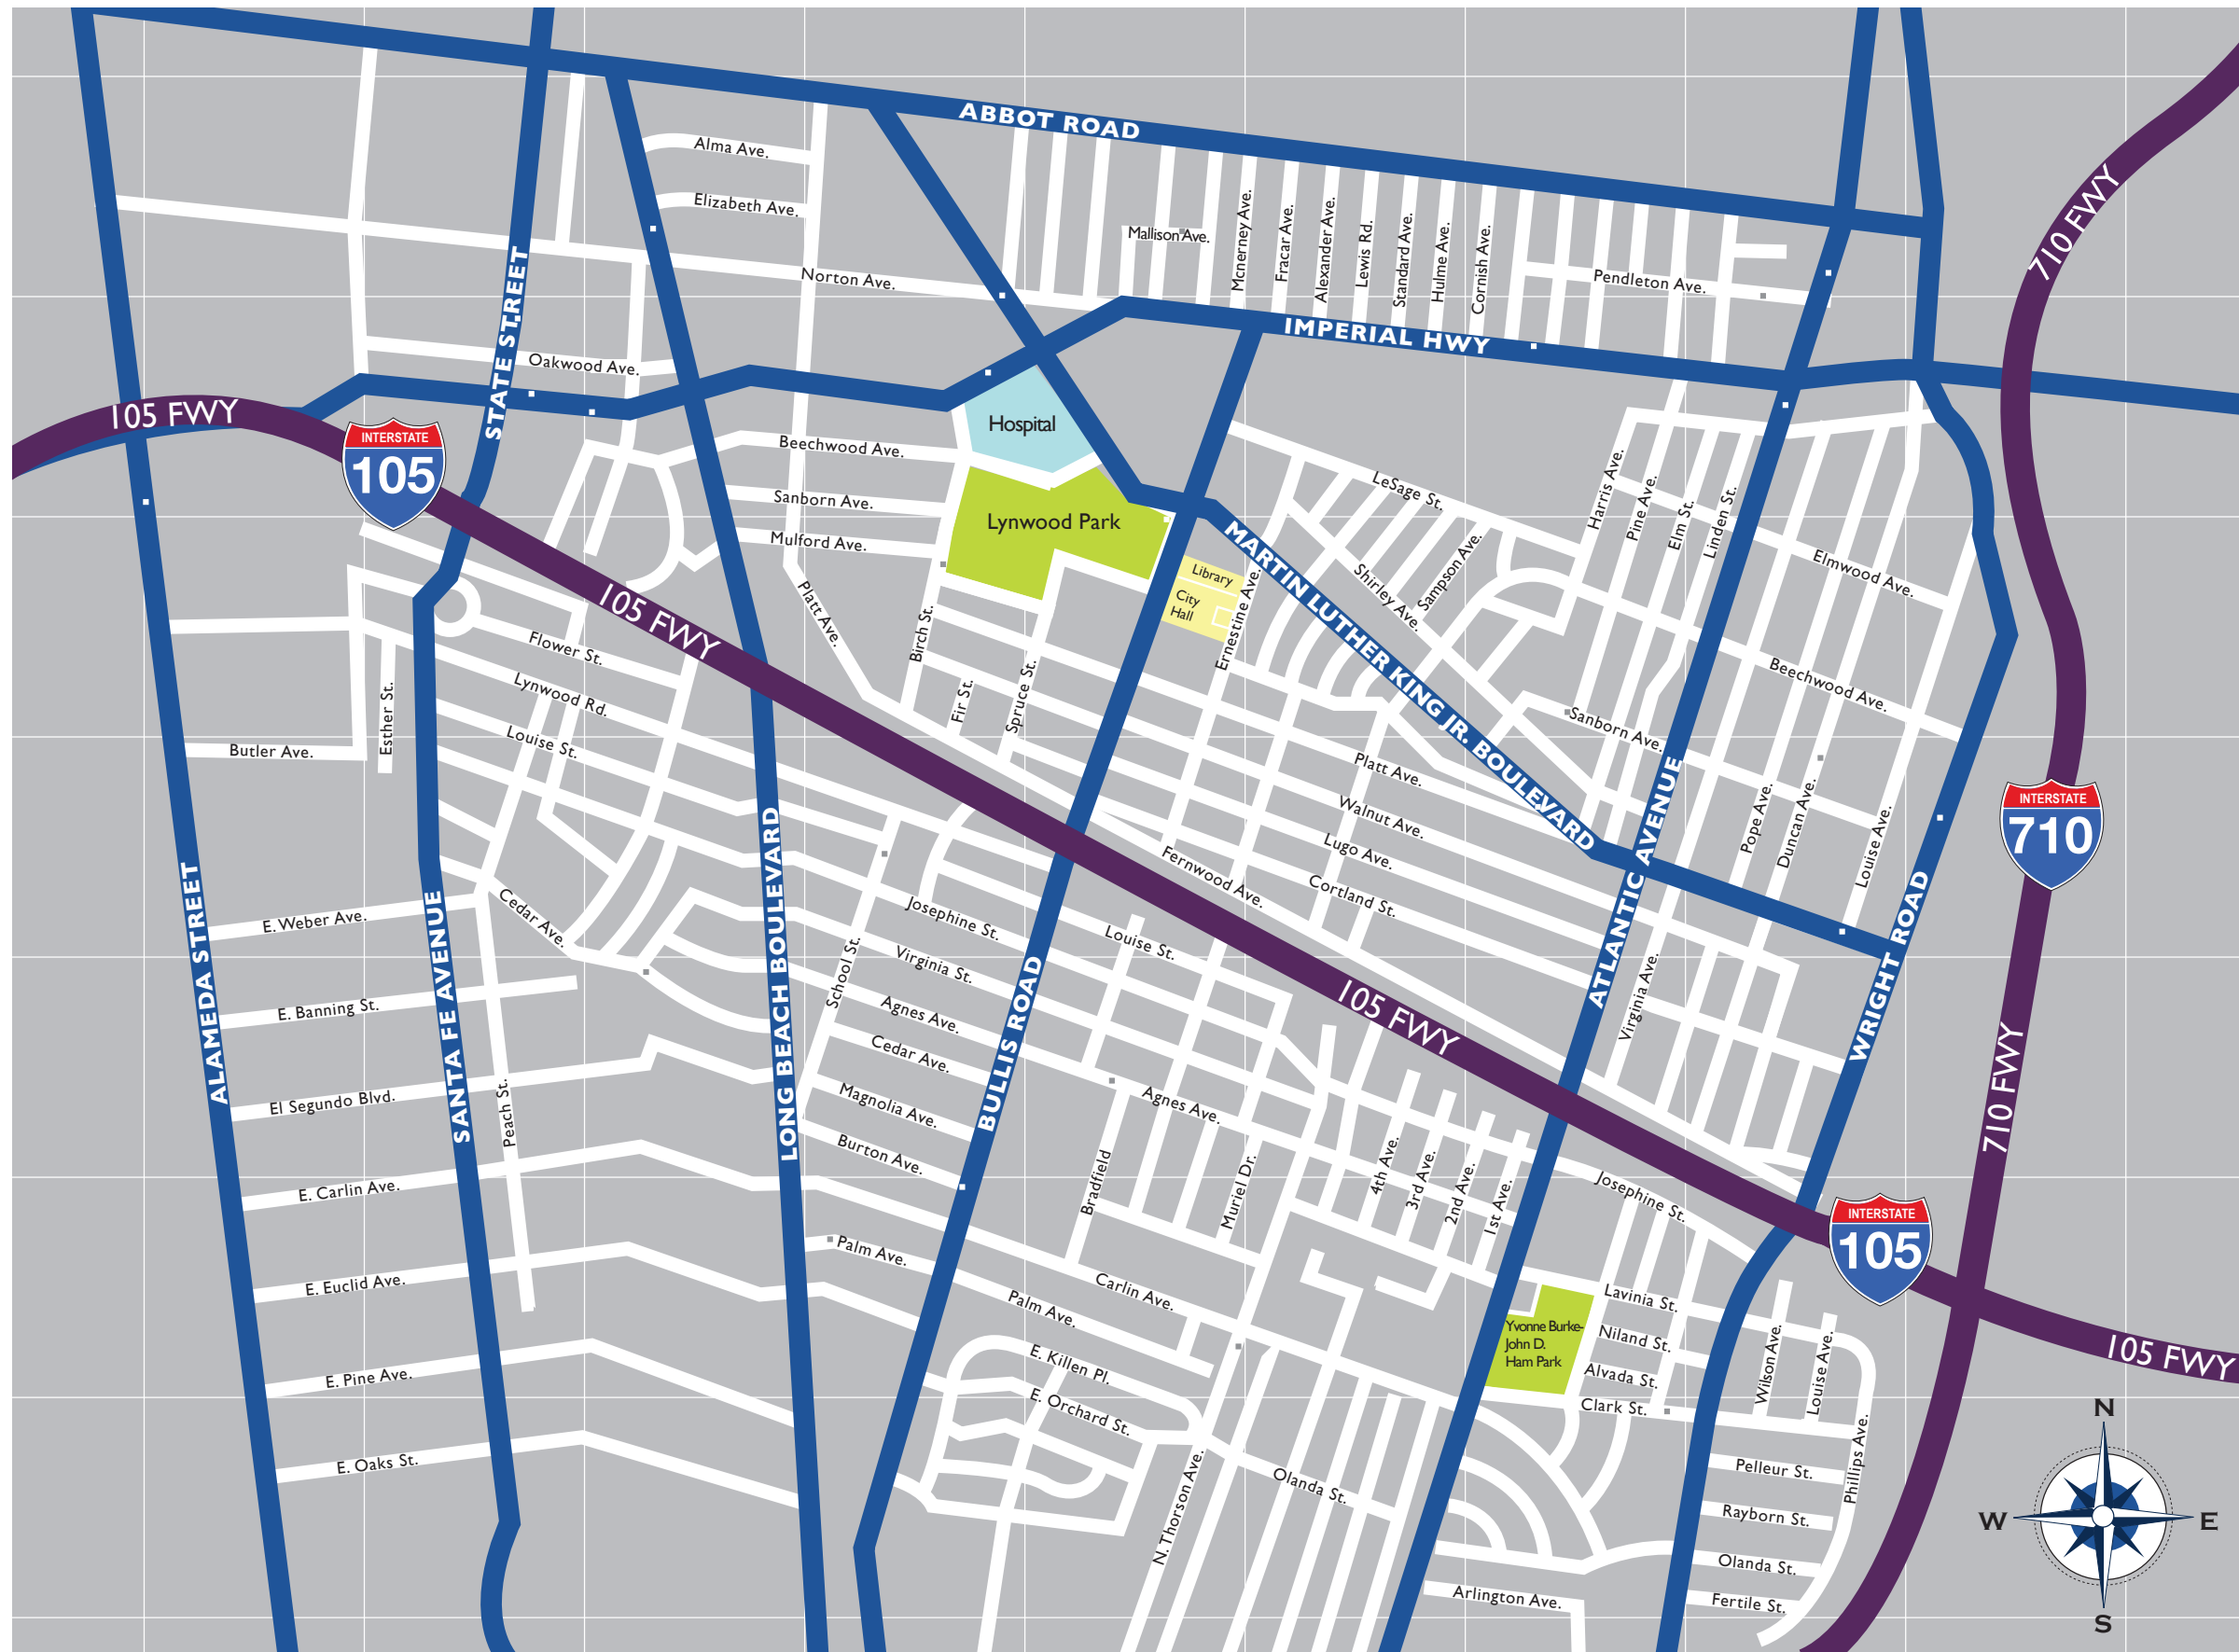 ABBOT ROAD
Alma Ave.
Elizabeth Ave.
Mallison Ave.
Norton Ave.
Mcnerney Ave.
Fracar Ave.
Alexander Ave.
Lewis Rd.
Standard Ave.
Hulme Ave.
Cornish Ave.
Pendleton Ave.
710 FWY
STATE STREET
IMPERIAL HWY
Oakwood Ave.
105 FWY
INTERSTATE
105
Hospital
Beechwood Ave.
Sanborn Ave.
Mulford Ave.
Lynwood Park
LeSage St.
Harris Ave.
Pine Ave.
Elm St.
Linden St.
Elmwood Ave.
Library
City
Hall
Ernestine Ave.
MARTIN LUTHER KING JR. BOULEVARD
Shirley Ave.
Sampson Ave.
105 FWY
Platt Ave.
Birch St.
Fir St.
Spruce St.
Flower St.
Lynwood Rd.
Louise St.
Esther St.
Butler Ave.
Beechwood Ave.
Sanborn Ave.
Platt Ave.
Walnut Ave.
Lugo Ave.
Cortland St.
Fernwood Ave.
Pope Ave.
Duncan Ave.
Louise Ave.
INTERSTATE
710
ATLANTIC AVENUE
WRIGHT ROAD
Virginia Ave.
ALAMEDA STREET
SANTA FE AVENUE
LONG BEACH BOULEVARD
BULLIS ROAD
E. Weber Ave.
Cedar Ave.
E. Banning St.
El Segundo Blvd.
Peach St.
School St.
Josephine St.
Virginia St.
Agnes Ave.
Cedar Ave.
Magnolia Ave.
Burton Ave.
Louise St.
105 FWY
Agnes Ave.
Bradfield
Muriel Dr.
4th Ave.
3rd Ave.
2nd Ave.
1st Ave.
Josephine St.
710 FWY
INTERSTATE
105
105 FWY
E. Carlin Ave.
E. Euclid Ave.
E. Pine Ave.
E. Oaks St.
Palm Ave.
Palm Ave.
Carlin Ave.
E. Killen Pl.
E. Orchard St.
N. Thorson Ave.
Olanda St.
Yvonne Burke-
John D.
Ham Park
Lavinia St.
Niland St.
Alvada St.
Clark St.
Wilson Ave.
Louise Ave.
Phillips Ave.
Pelleur St.
Rayborn St.
Olanda St.
Fertile St.
Arlington Ave.
N
W
E
S